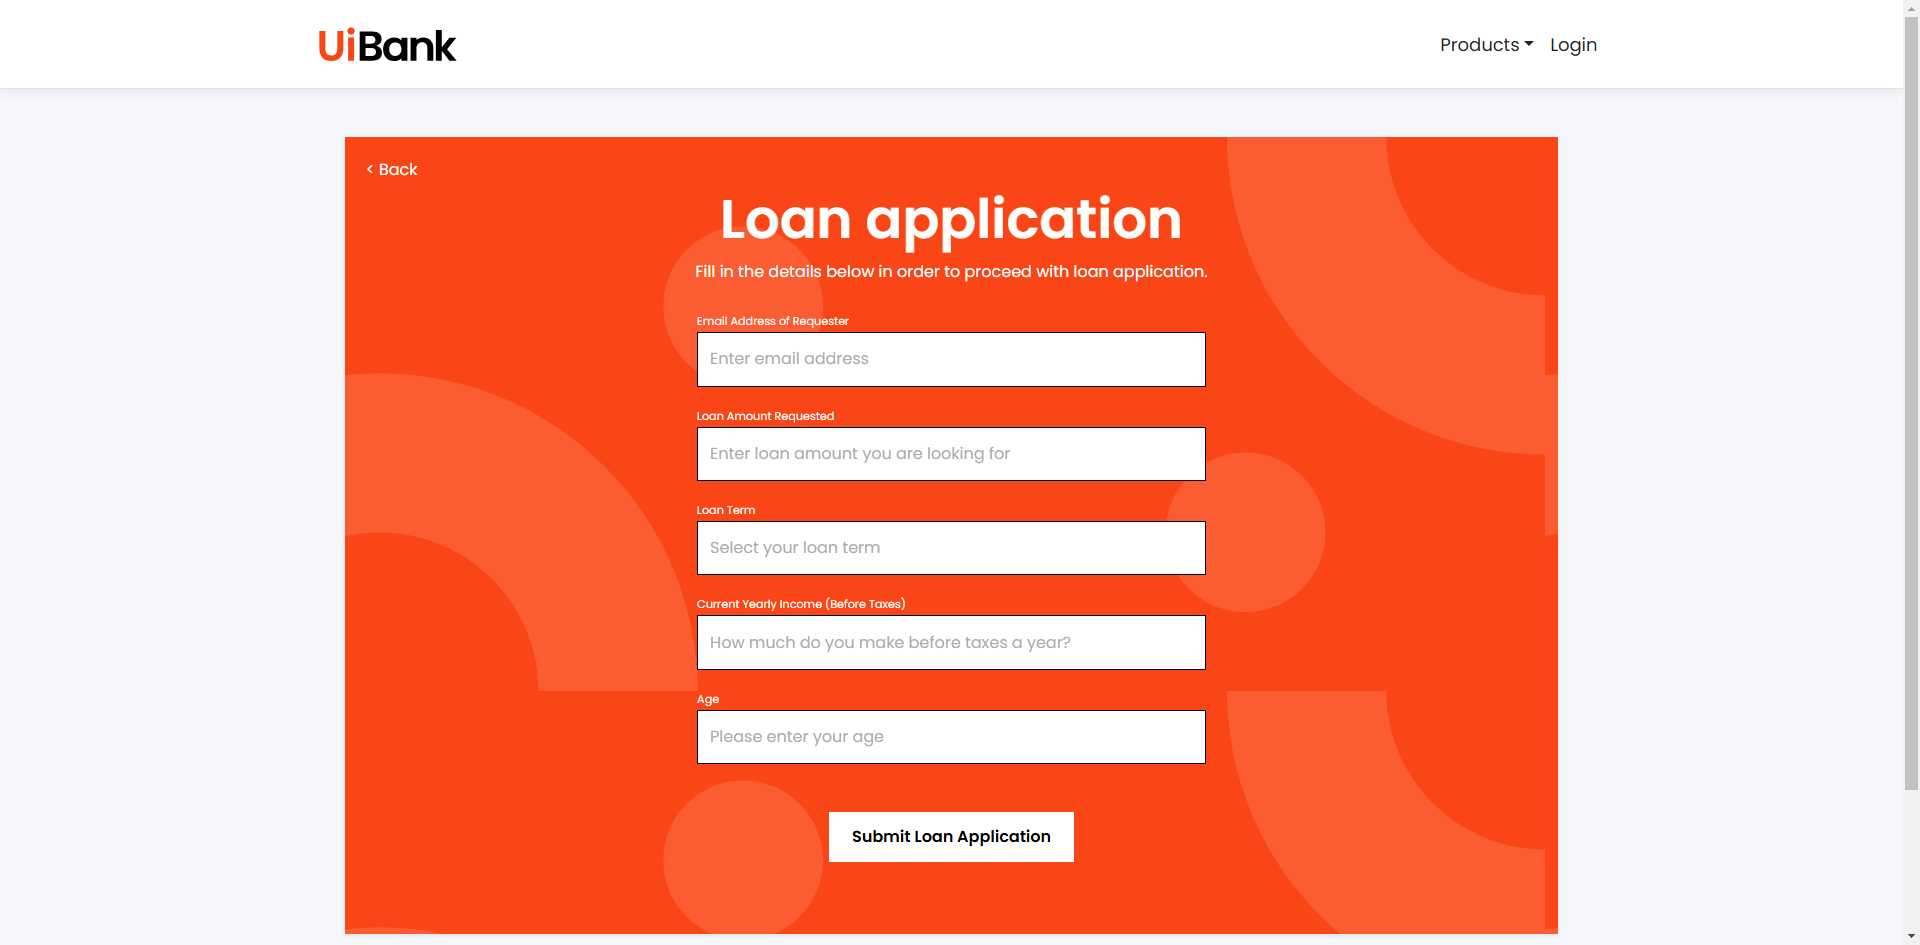 UiBank
Products
Login
< Back
Loan application
Fill in the details below in order to proceed with loan application.
Email Address of Requester
Enter email address
Loan Amount Requested
Enter loan amount you are looking for
Loan Term
Select your loan term
Current Yearly Income (Before Taxes)
How much do you make before taxes a year?
Age
Please enter your age
Submit Loan Application